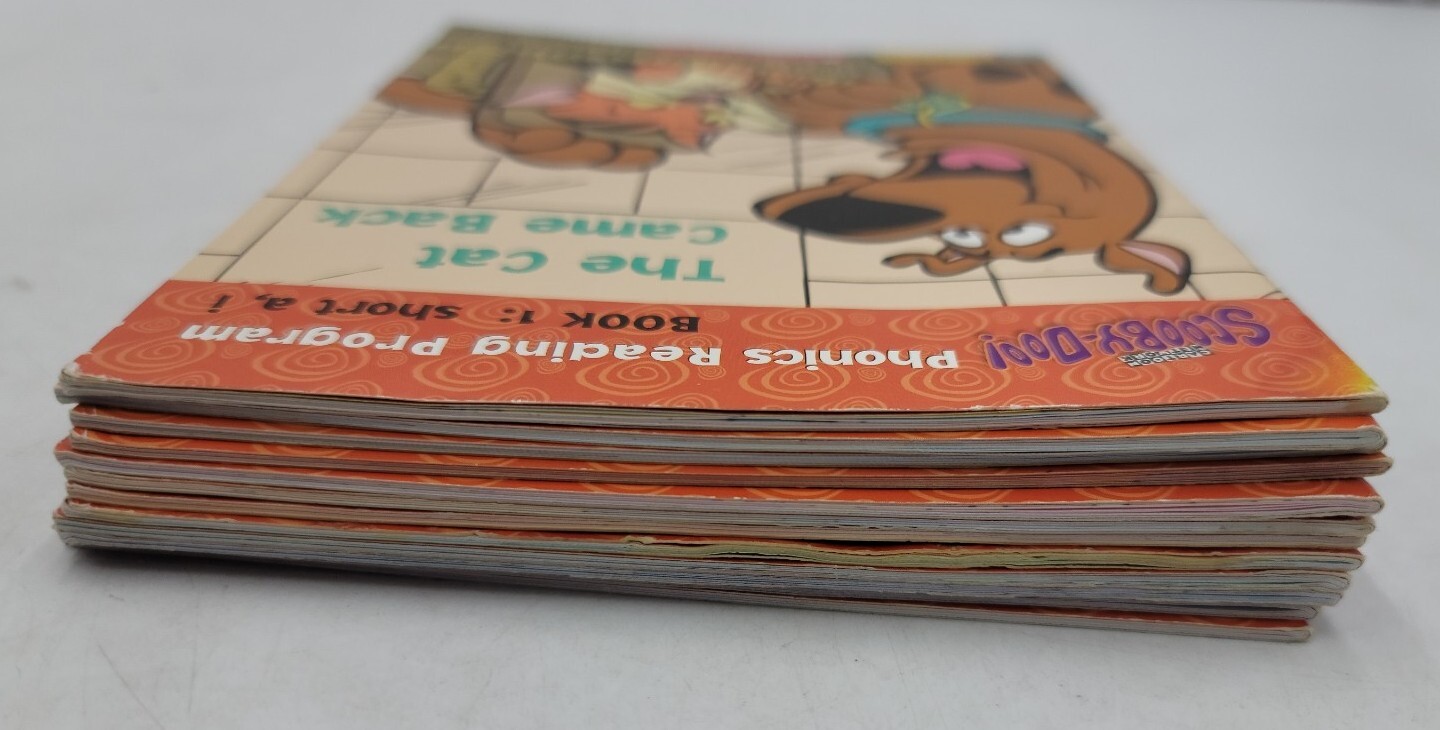 CARTOON NETWORK
SCOOBY-DOO!
Phonics Reading Program
BOOK 1: short a, i
The Cat
Came Back